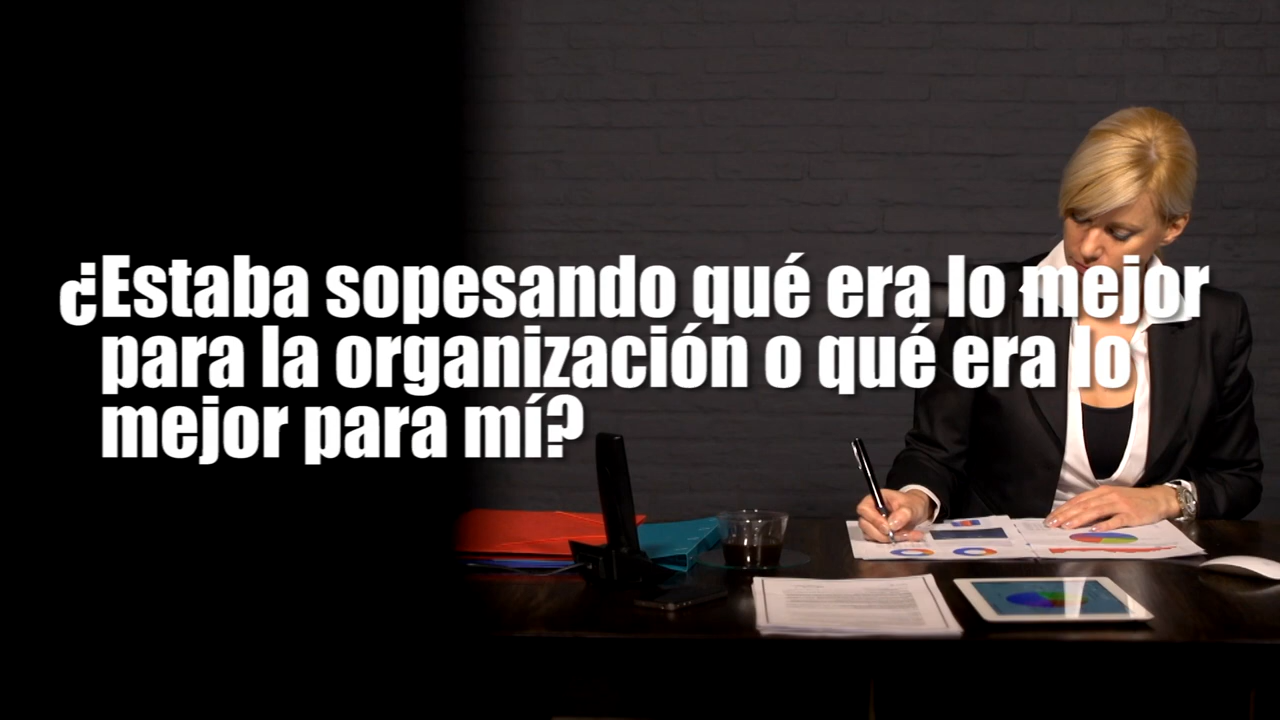 ¿Estaba sopesando qué era lo mejor
para la organización o qué era lo
mejor para mí?